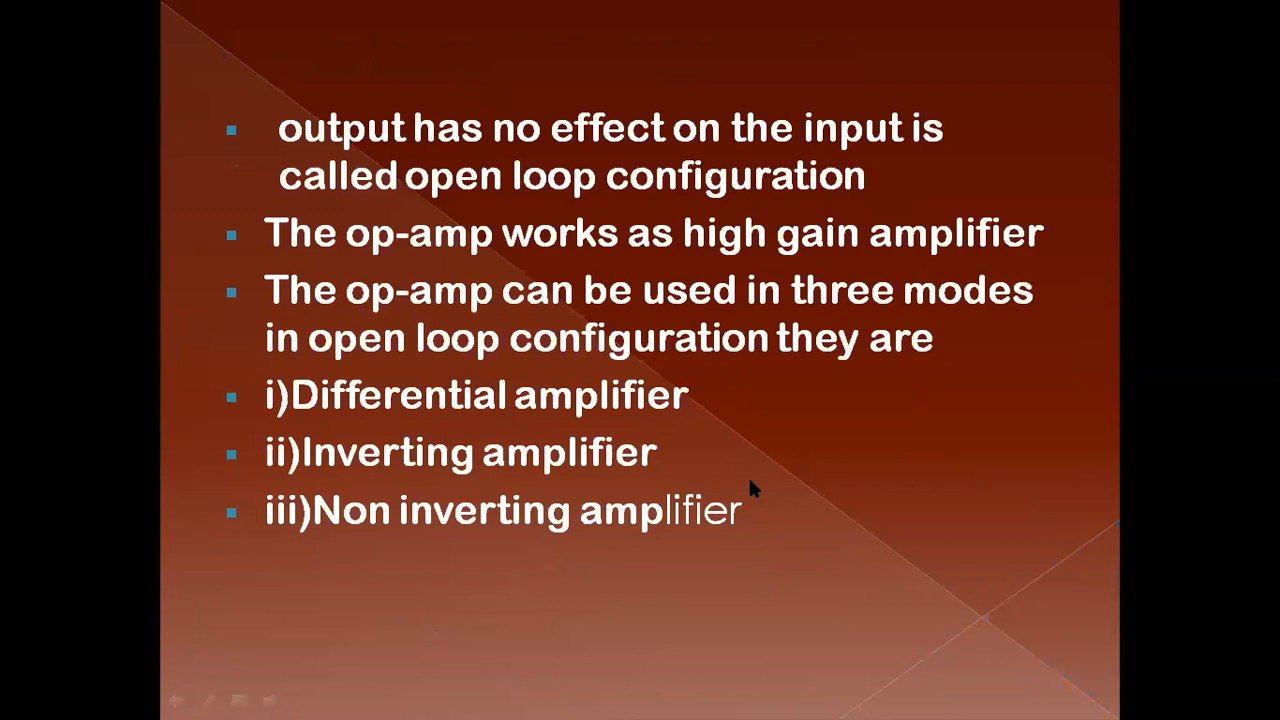 output has no effect on the input is
called open loop configuration
The op-amp works as high gain amplifier
The op-amp can be used in three modes
in open loop configuration they are
i)Differential amplifier
ii)Inverting amplifier
iii)Non inverting amplifier